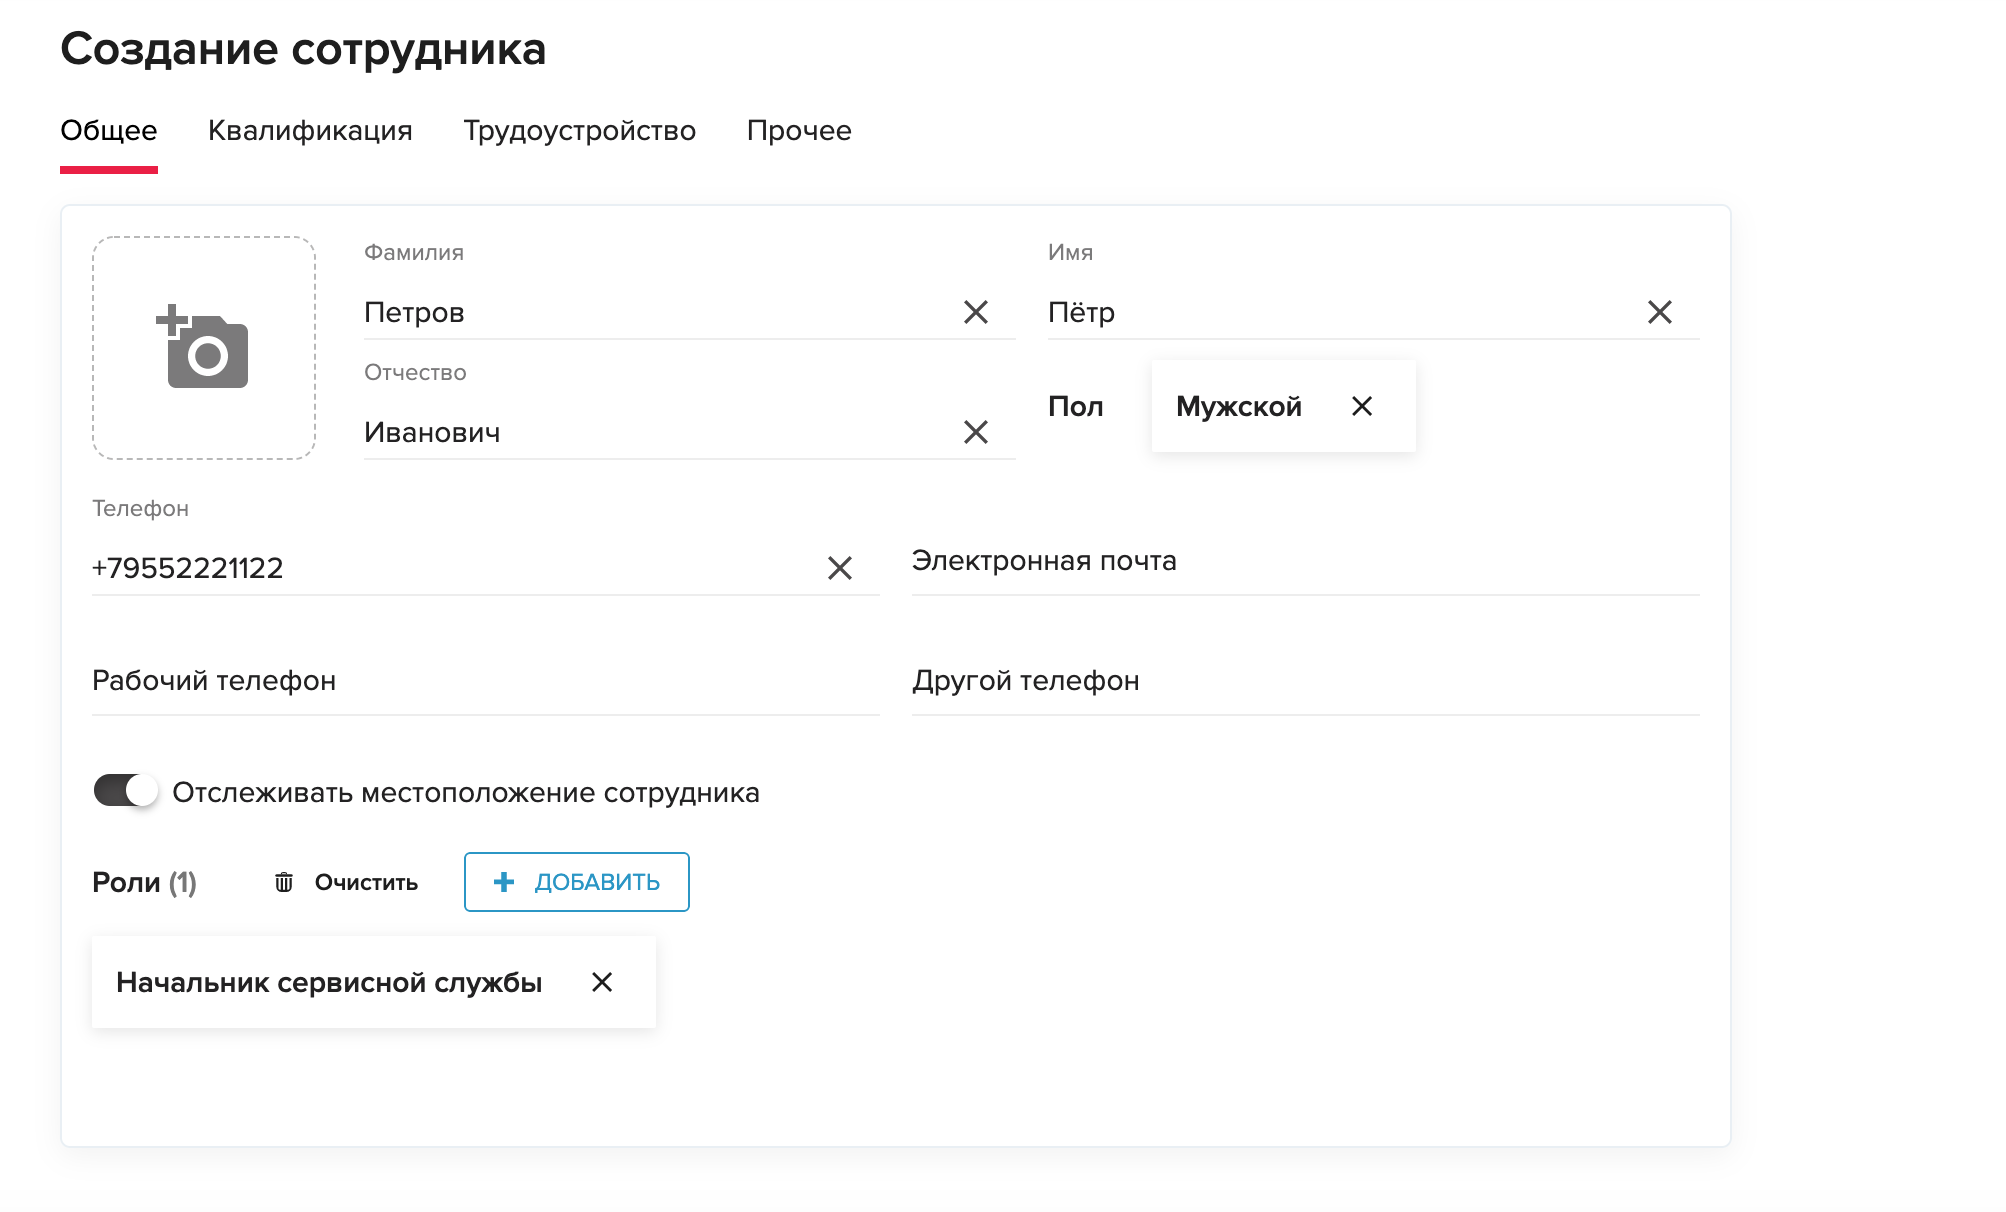 Создание сотрудника
Общее Квалификация Трудоустройство Прочее
Фамилия Имя
Петров Пётр
Отчество
Иванович
Пол Мужской
Телефон
+79552221122 Электронная почта
Рабочий телефон Другой телефон
Отслеживать местоположение сотрудника
Роли (1) Очистить + ДОБАВИТЬ
Начальник сервисной службы